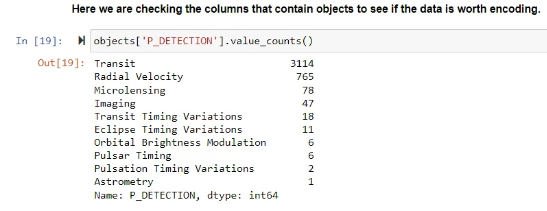 Here we are checking the columns that contain objects to see if the data is worth encoding.
In [19]: objects['P_DETECTION'].value_counts()
Out[19]: Transit 3114
Radial Velocity 765
Microlensing 78
Imaging 47
Transit Timing Variations 18
Eclipse Timing Variations 11
Orbital Brightness Modulation 6
Pulsar Timing 6
Pulsation Timing Variations 2
Astrometry 1
Name: P_DETECTION, dtype: int64